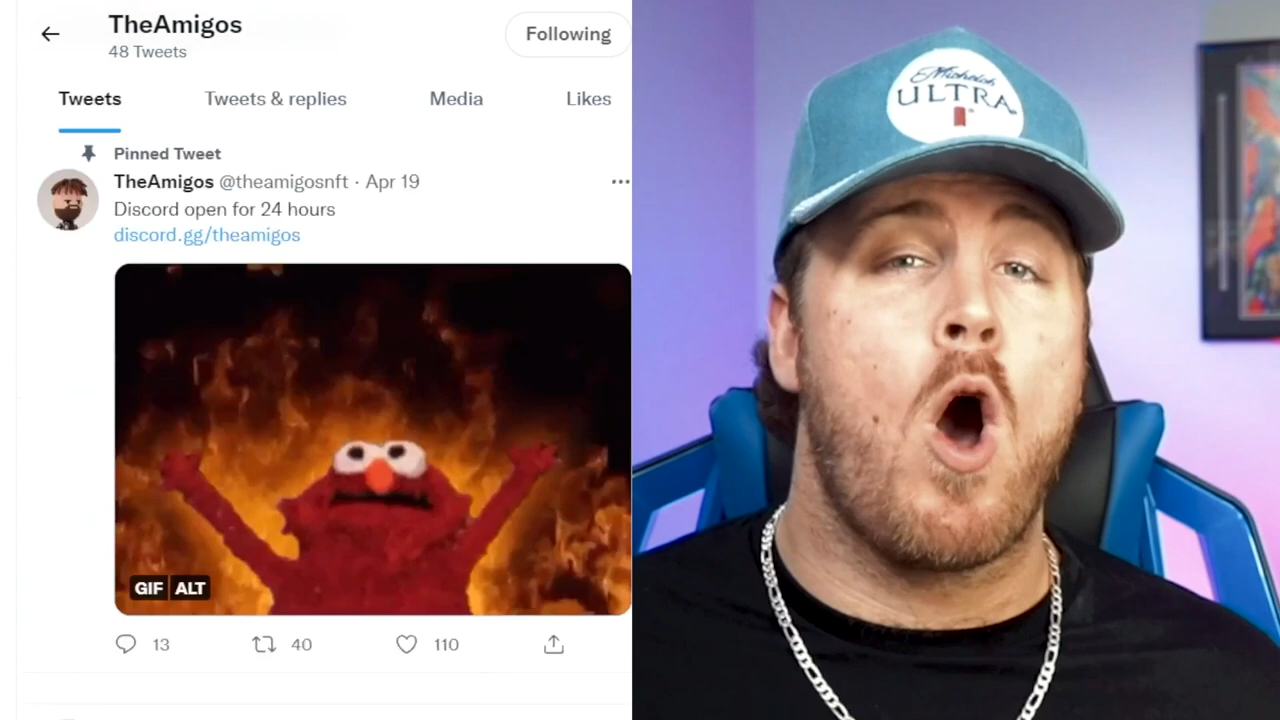 TheAmigos
48 Tweets
Following
Tweets
Tweets & replies
Media
Likes
Pinned Tweet
TheAmigos @theamigosnft · Apr 19
Discord open for 24 hours
discord.gg/theamigos
GIF ALT
13
40
110
Michelob
ULTRA